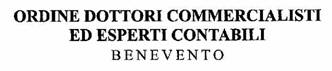 ORDINE DOTTORI COMMERCIALISTI
ED ESPERTI CONTABILI
BENEVENTO